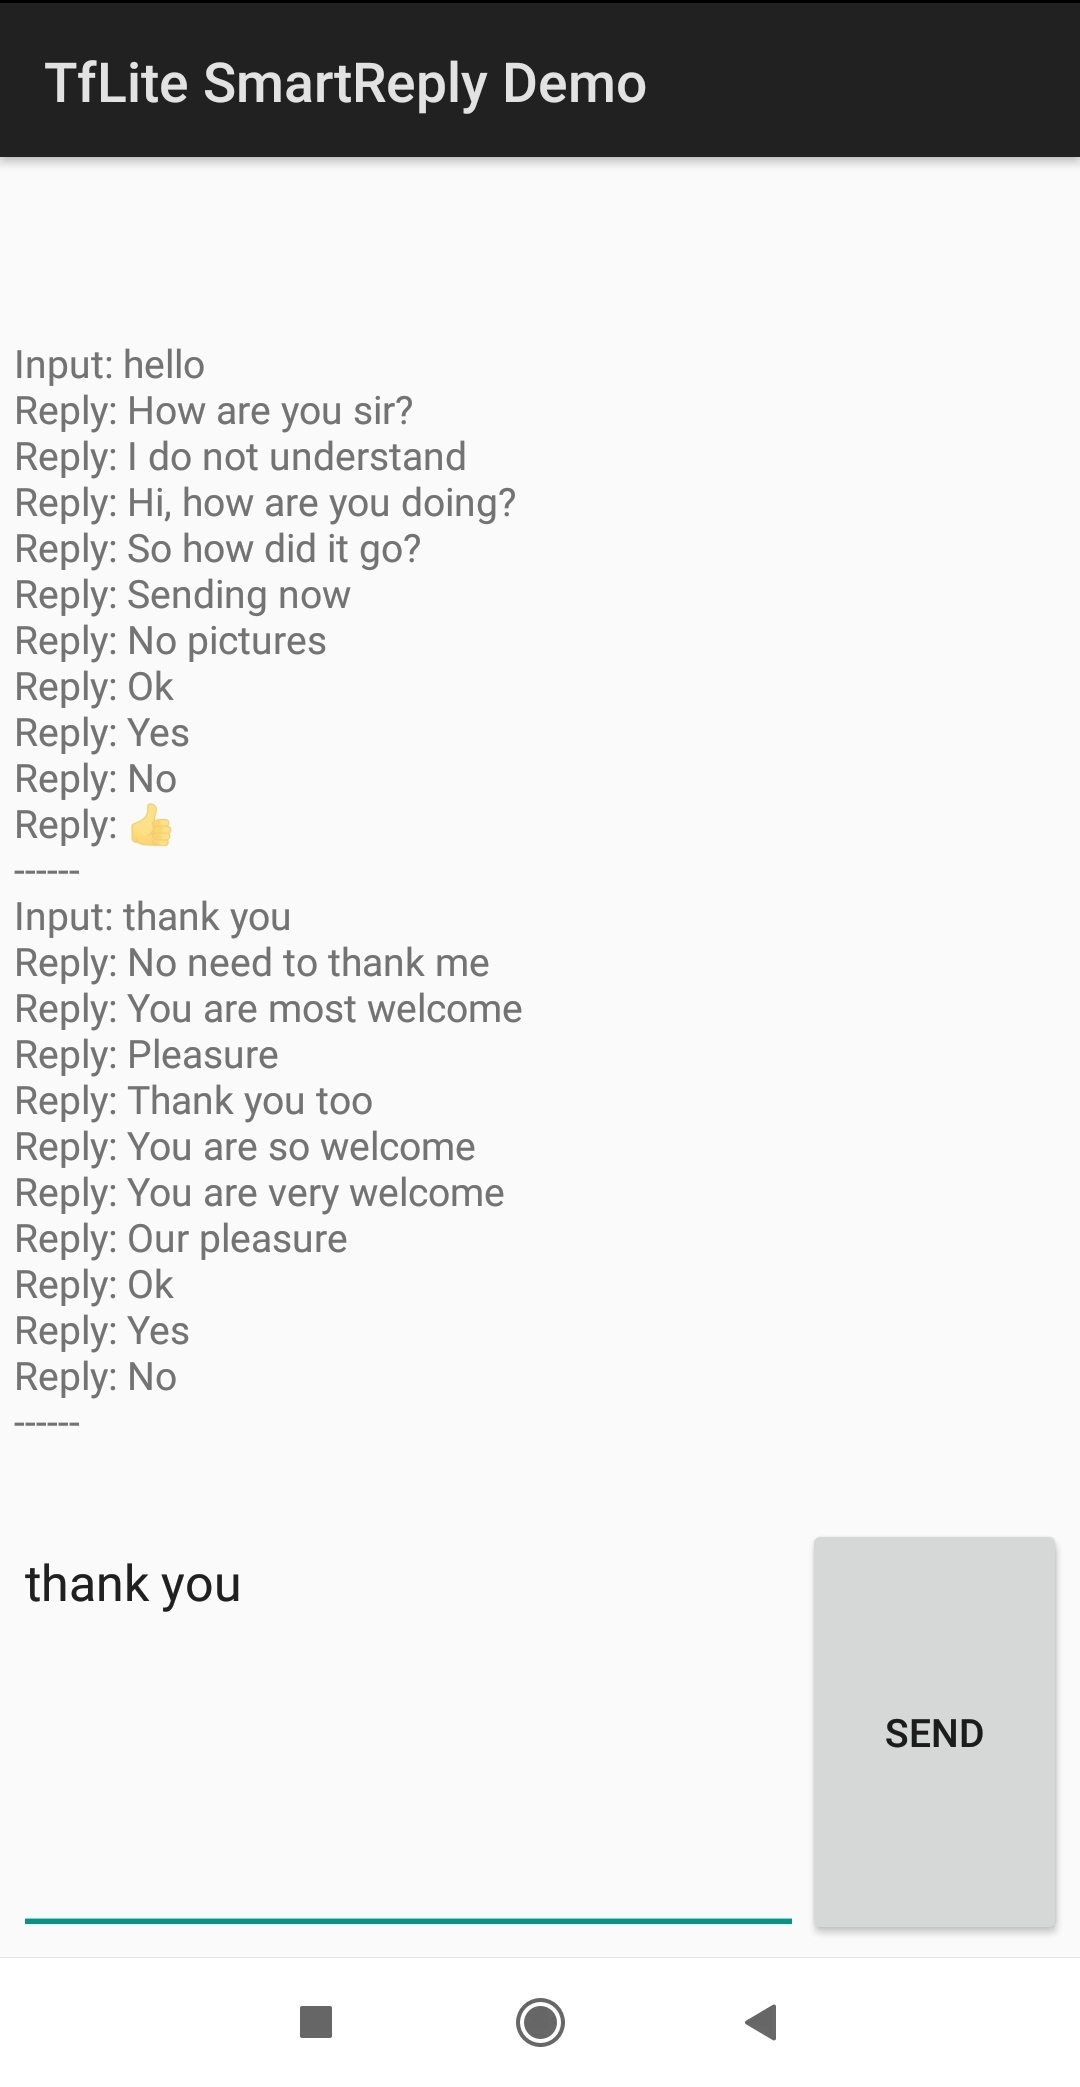 TfLite SmartReply Demo
Input: hello
Reply: How are you sir?
Reply: I do not understand
Reply: Hi, how are you doing?
Reply: So how did it go?
Reply: Sending now
Reply: No pictures
Reply: Ok
Reply: Yes
Reply: No
Reply: 👍
------
Input: thank you
Reply: No need to thank me
Reply: You are most welcome
Reply: Pleasure
Reply: Thank you too
Reply: You are so welcome
Reply: You are very welcome
Reply: Our pleasure
Reply: Ok
Reply: Yes
Reply: No
------
thank you
SEND